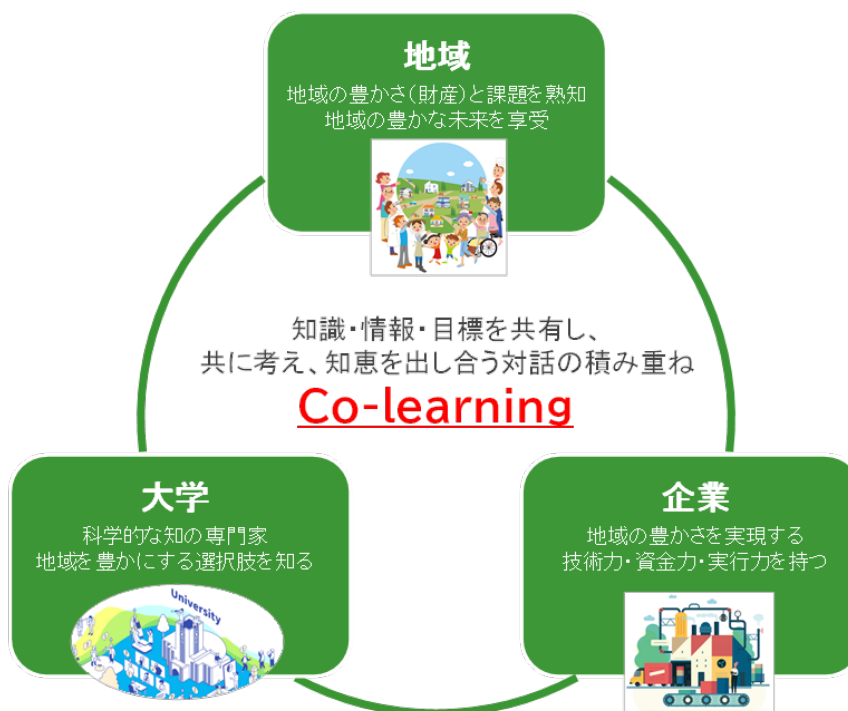 地域
地域の豊かさ(財産)と課題を熟知
地域の豊かな未来を享受
知識・情報・目標を共有し、
共に考え、知恵を出し合う対話の積み重ね
Co-learning
大学
科学的な知の専門家
地域を豊かにする選択肢を知る
University
企業
地域の豊かさを実現する
技術力・資金力・実行力を持つ